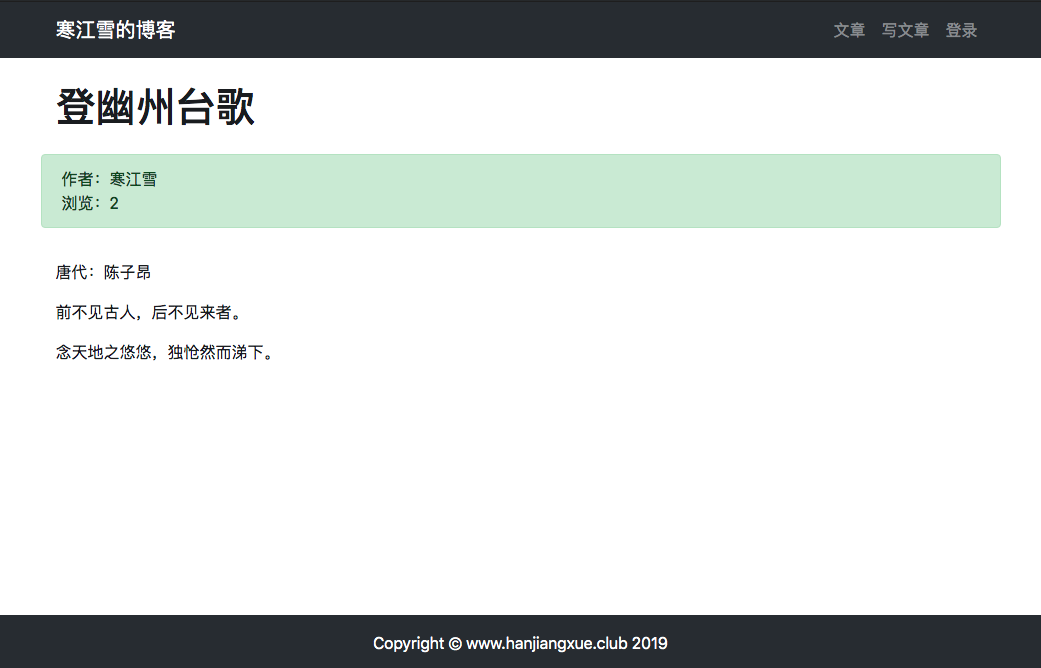 寒江雪的博客
文章 写文章 登录
登幽州台歌
作者：寒江雪
浏览：2
唐代：陈子昂
前不见古人，后不见来者。
念天地之悠悠，独怆然而涕下。
Copyright © www.hanjiangxue.club 2019